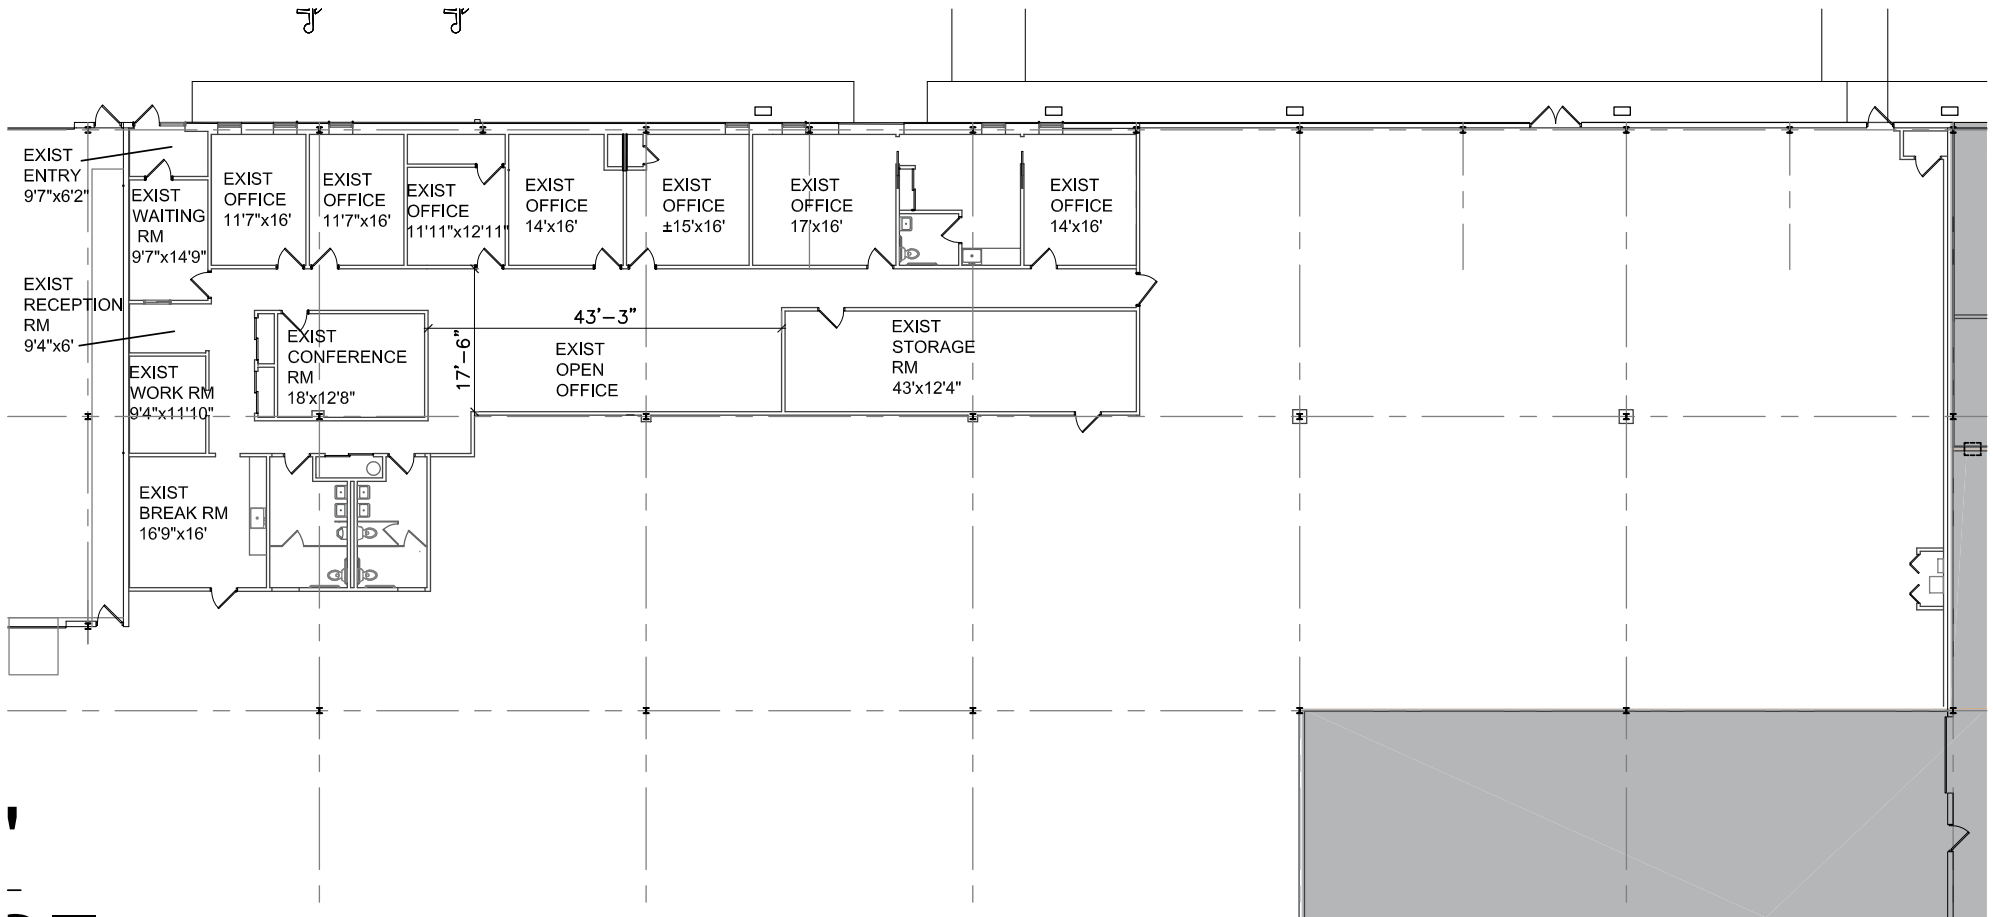 EXIST
ENTRY
9'7"x6'2"
EXIST
WAITING
RM
9'7"x14'9"
EXIST
OFFICE
11'7"x16'
EXIST
OFFICE
11'7"x16'
EXIST
OFFICE
11'11"x12'11"
EXIST
OFFICE
14'x16'
EXIST
OFFICE
±15'x16'
EXIST
OFFICE
17'x16'
EXIST
OFFICE
14'x16'
EXIST
RECEPTION
RM
9'4"x6'
EXIST
WORK RM
9'4"x11'10"
EXIST
CONFERENCE
RM
18'x12'8"
17'-6"
43'-3"
EXIST
OPEN
OFFICE
EXIST
STORAGE
RM
43'x12'4"
EXIST
BREAK RM
16'9"x16'